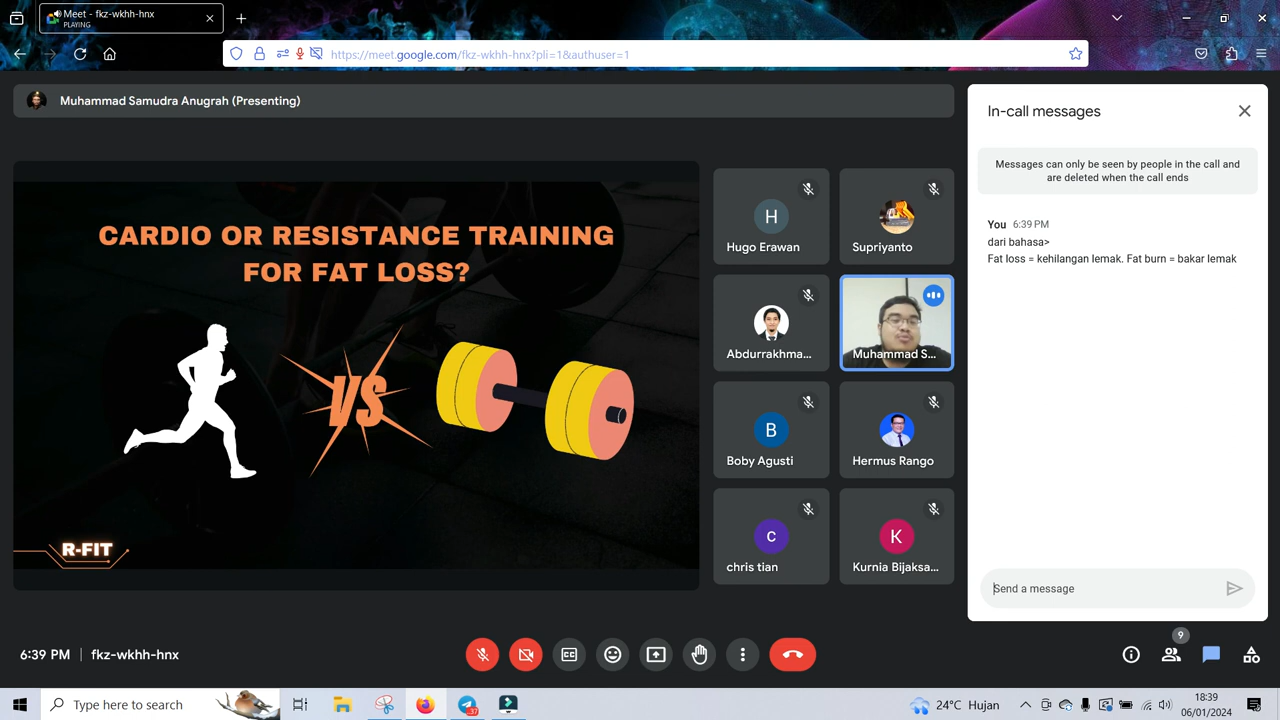 Meet - fkz-wkhh-hnx
PLAYING
https://meet.google.com/fkz-wkhh-hnx?pli=1&authuser=1
Muhammad Samudra Anugrah (Presenting)
CARDIO OR RESISTANCE TRAINING
FOR FAT LOSS?
VS
R-FIT
H
Hugo Erawan
Supriyanto
Abdurrakhma...
Muhammad S...
B
Boby Agusti
Hermus Rango
c
chris tian
K
Kurnia Bijaksa...
In-call messages
Messages can only be seen by people in the call and
are deleted when the call ends
You 6:39 PM
dari bahasa>
Fat loss = kehilangan lemak. Fat burn = bakar lemak
Send a message
6:39 PM | fkz-wkhh-hnx
9
Type here to search
37
24°C Hujan
18:39
06/01/2024